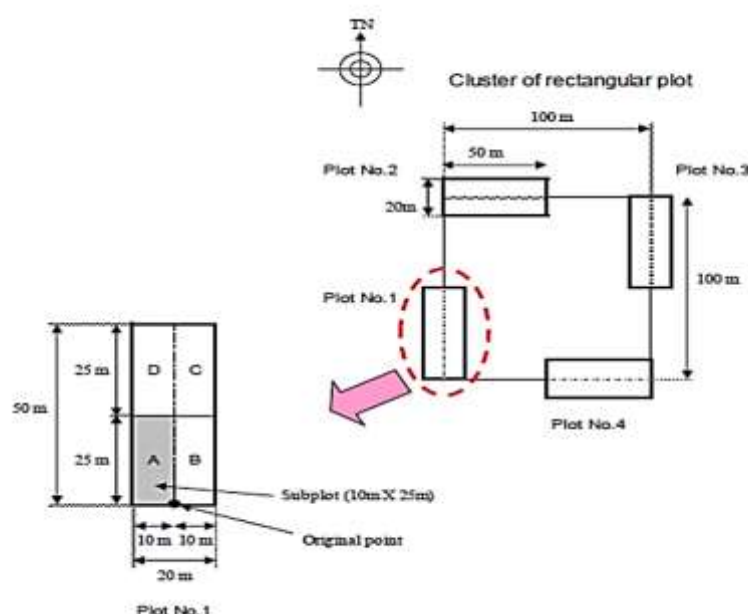 TN
Cluster of rectangular plot
100 m
50 m
Plot No.2
Plot No.3
20m
100 m
Plot No.1
Plot No.4
25 m
D
C
50 m
25 m
A
B
Subplot (10m X 25m)
Original point
10 m
10 m
20 m
Plot No.1